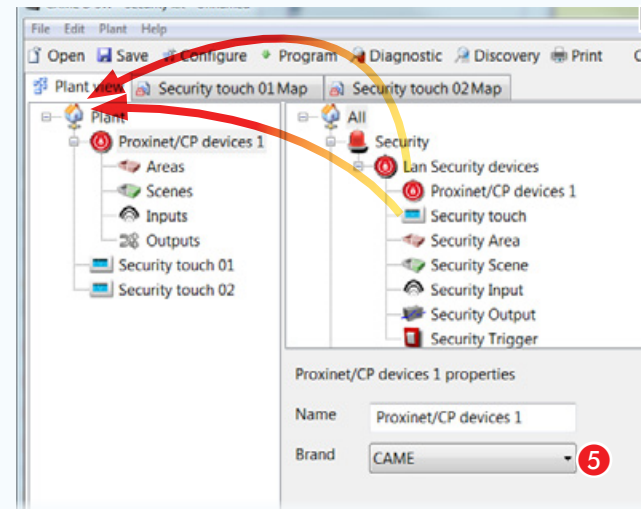 File Edit Plant Help
Open Save Configure Program Diagnostic Discovery Print
Plant view Security touch 01 Map Security touch 02 Map
Plant
Proxinet/CP devices 1
Areas
Scenes
Inputs
Outputs
Security touch 01
Security touch 02
All
Security
Lan Security devices
Proxinet/CP devices 1
Security touch
Security Area
Security Scene
Security Input
Security Output
Security Trigger
Proxinet/CP devices 1 properties
Name Proxinet/CP devices 1
Brand CAME
5